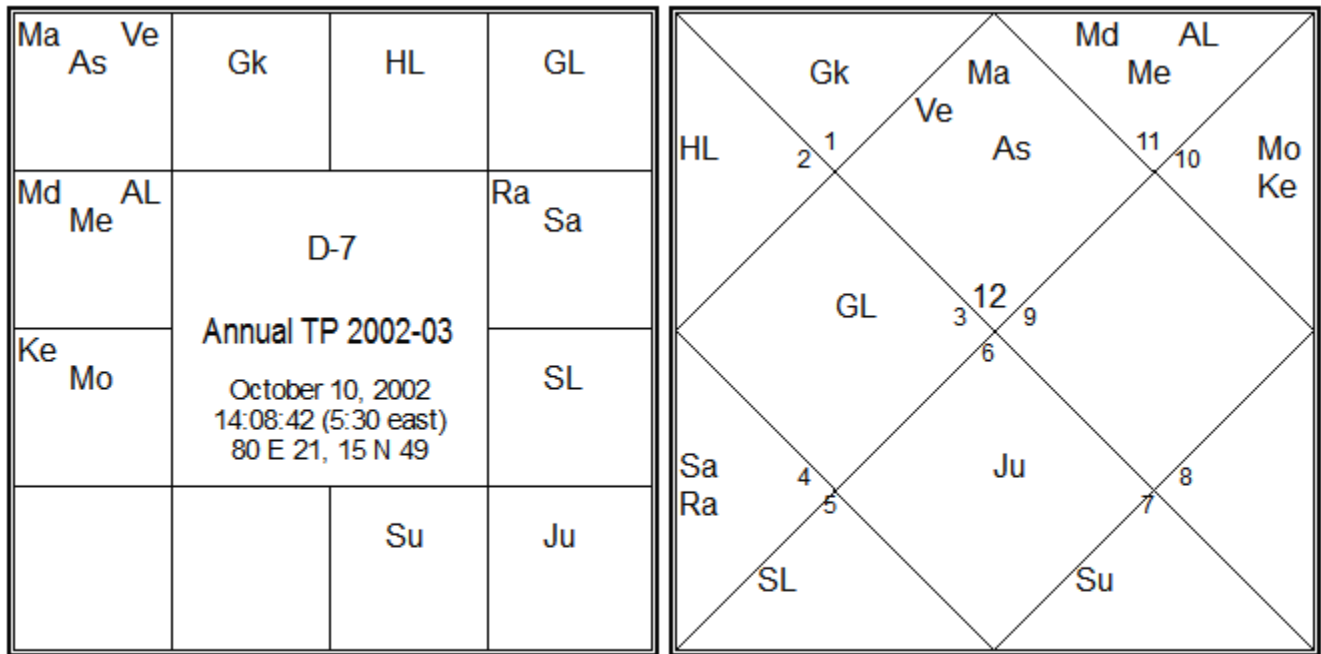 Ma Ve
As
Gk
HL
GL
Md AL
Me
Ra
Sa
D-7
Annual TP 2002-03
October 10, 2002
14:08:42 (5:30 east)
80 E 21, 15 N 49
Ke
Mo
SL
Su
Ju
Md AL
Gk
Ma
Me
Ve
HL
2
1
As
11
10
Mo
Ke
GL
3
12
9
6
Sa
Ra
4
5
Ju
8
7
SL
Su